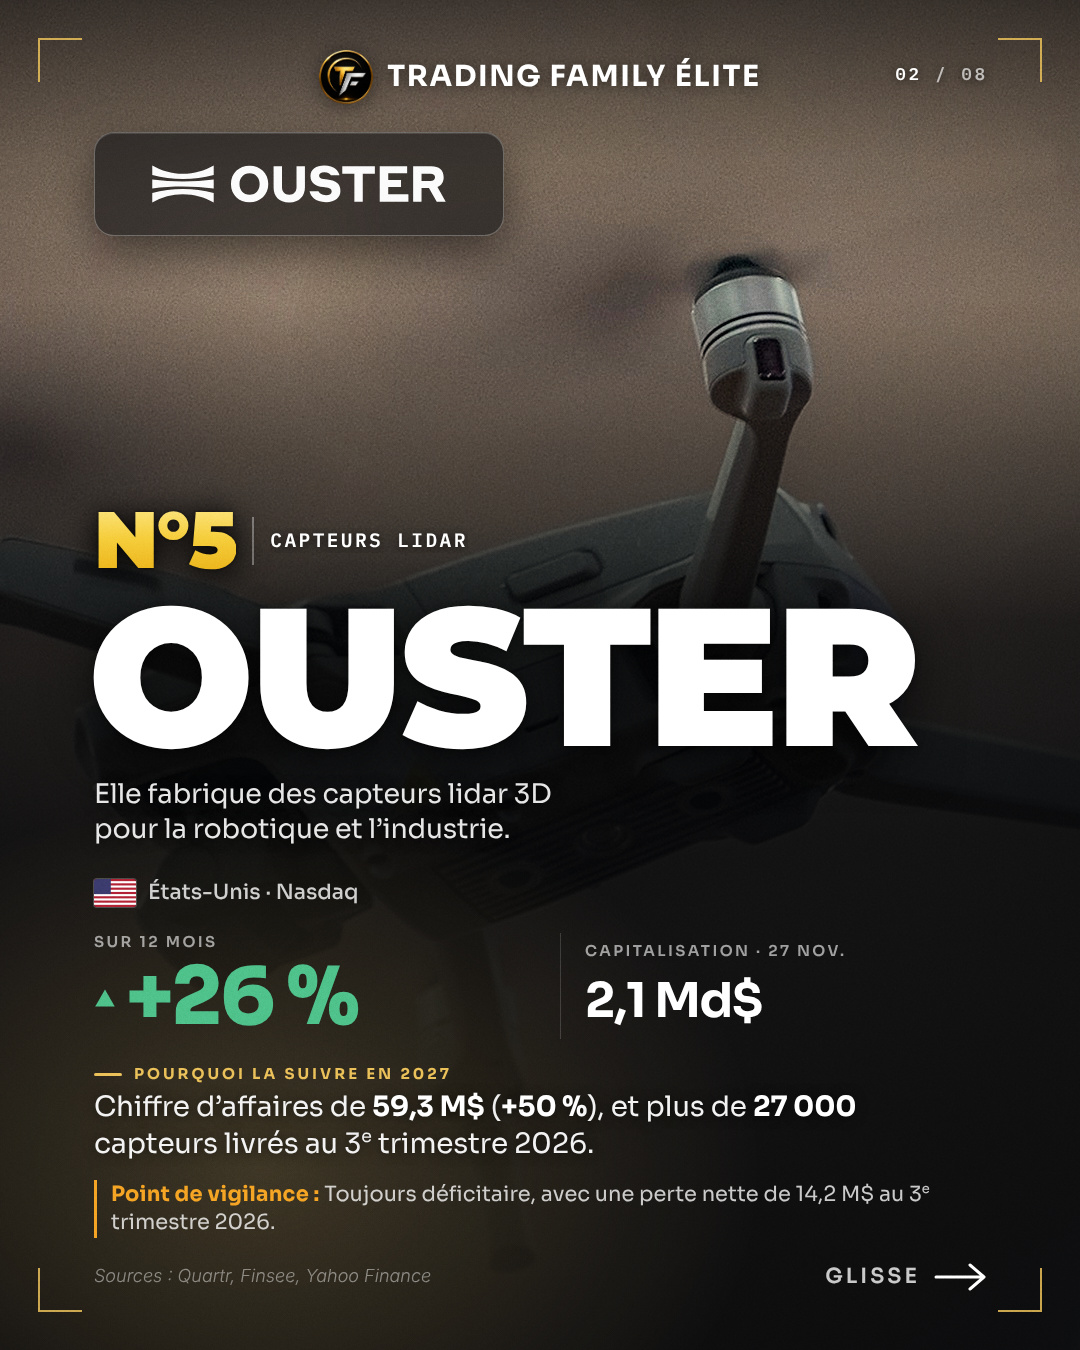 TRADING FAMILY ÉLITE
02 / 08
OUSTER
N°5
CAPTEURS LIDAR
OUSTER
Elle fabrique des capteurs lidar 3D
pour la robotique et l’industrie.
États-Unis · Nasdaq
SUR 12 MOIS
▲ +26 %
CAPITALISATION · 27 NOV.
2,1 Md$
POURQUOI LA SUIVRE EN 2027
Chiffre d’affaires de 59,3 M$ (+50 %), et plus de 27 000
capteurs livrés au 3ᵉ trimestre 2026.
Point de vigilance : Toujours déficitaire, avec une perte nette de 14,2 M$ au 3ᵉ
trimestre 2026.
Sources : Quartr, Finsee, Yahoo Finance
GLISSE